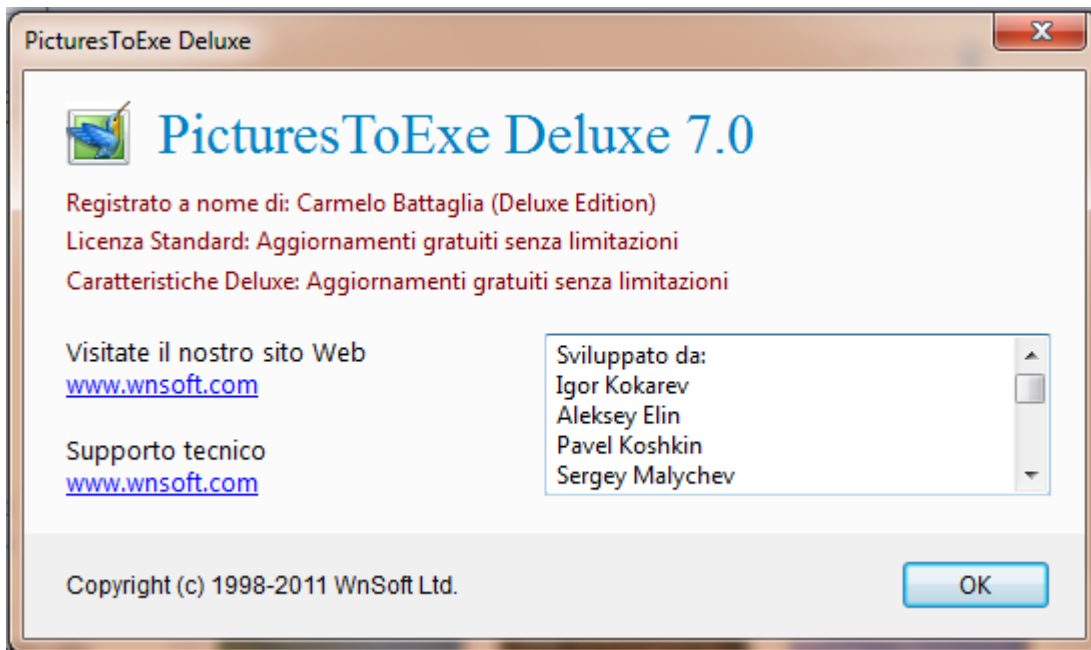 PicturesToExe Deluxe
PicturesToExe Deluxe 7.0
Registrato a nome di: Carmelo Battaglia (Deluxe Edition)
Licenza Standard: Aggiornamenti gratuiti senza limitazioni
Caratteristiche Deluxe: Aggiornamenti gratuiti senza limitazioni
Visitate il nostro sito Web
www.wnsoft.com
Supporto tecnico
www.wnsoft.com
Sviluppato da:
Igor Kokarev
Aleksey Elin
Pavel Koshkin
Sergey Malychev
Copyright (c) 1998-2011 WnSoft Ltd.
OK